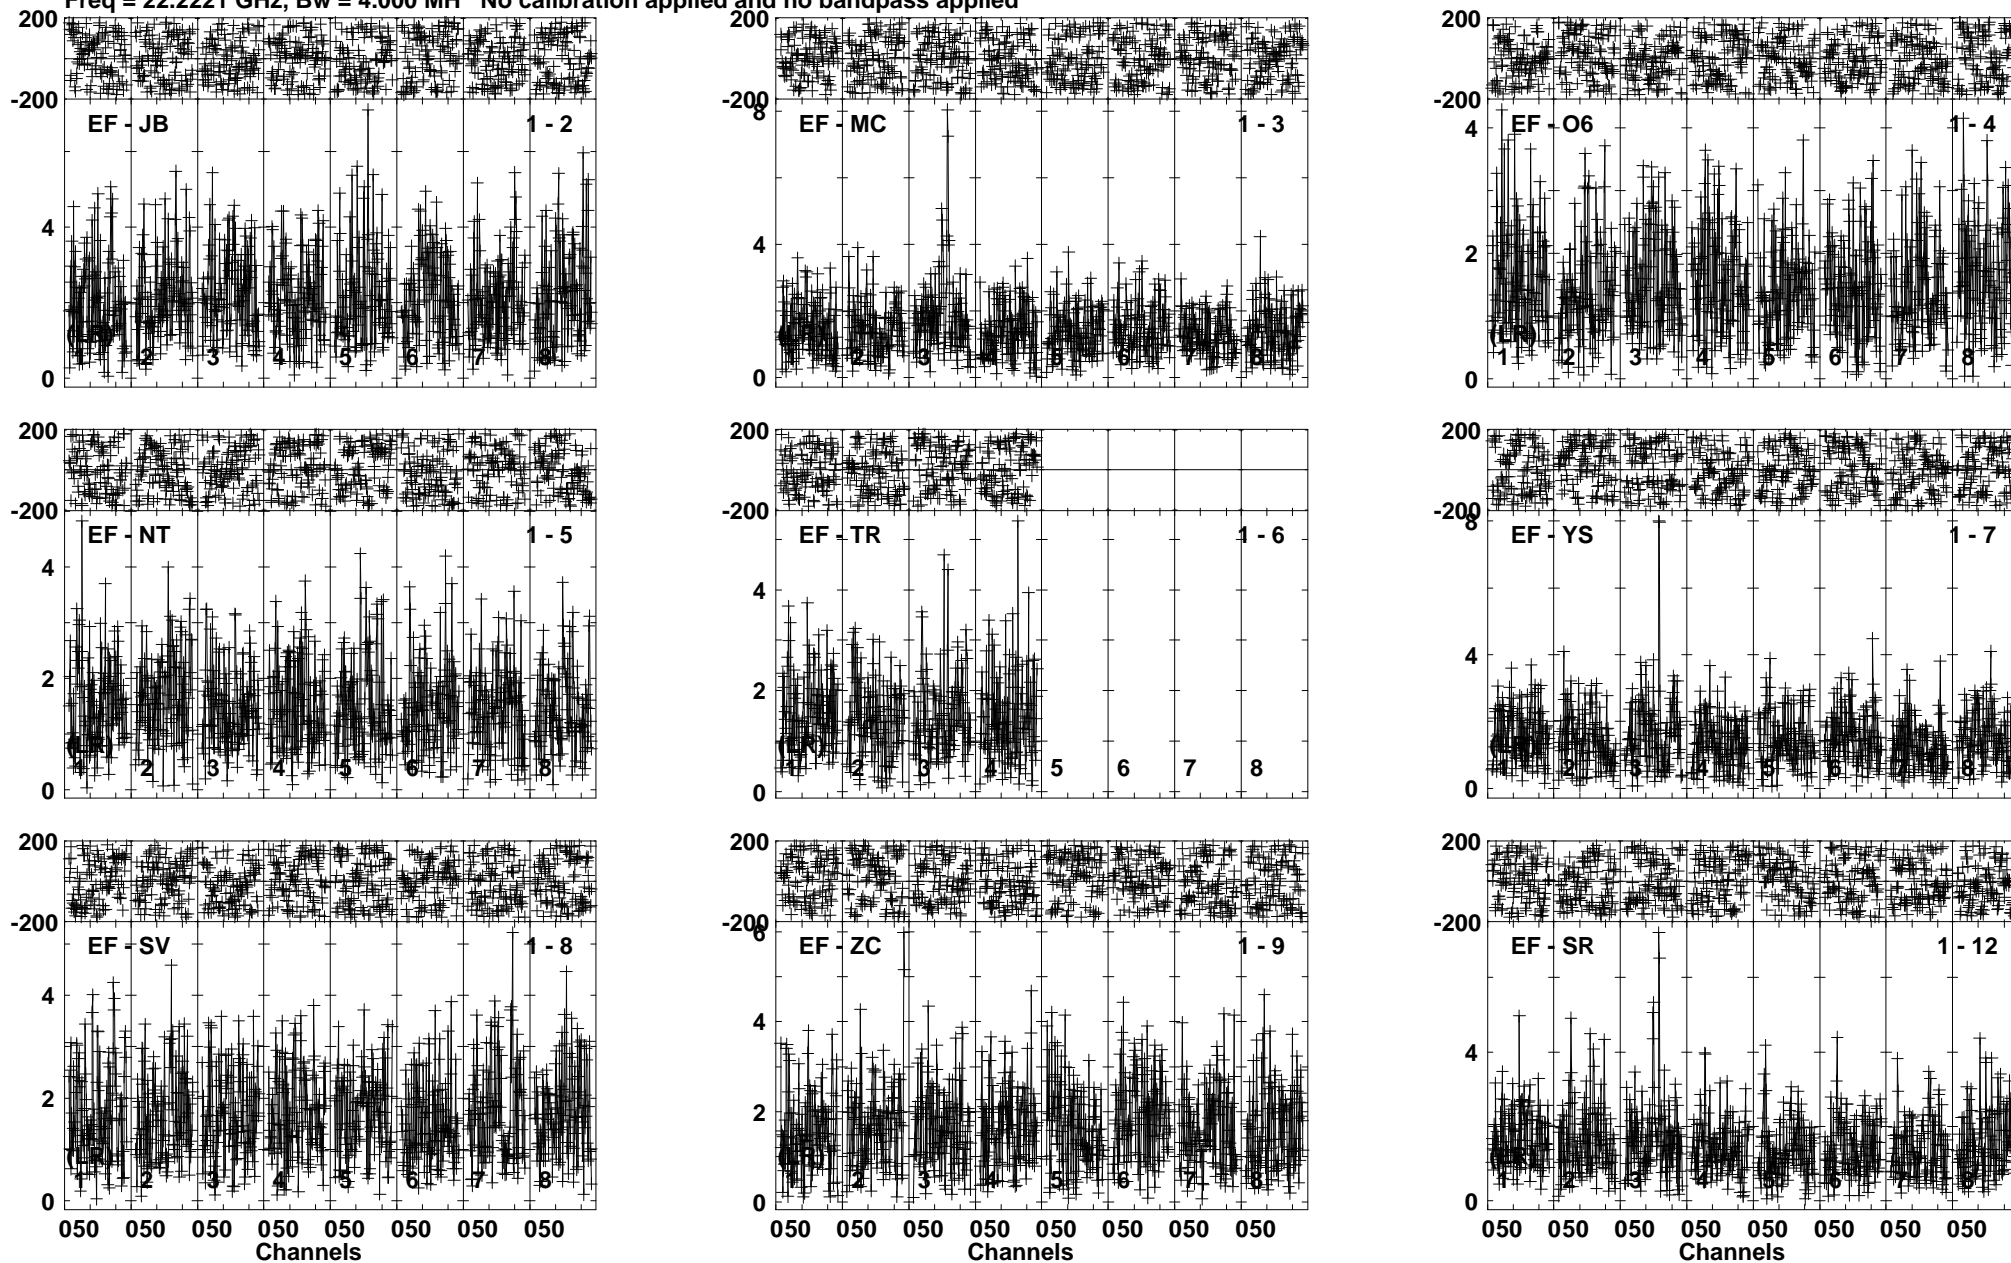 Freq = 22.2221 GHz, Bw = 4.000 MH No calibration applied and no bandpass applied
200 200 200
-200 -200 -200
EF - JB 1 - 2 8 EF - MC 1 - 3 EF - O6 1 - 4
4
4 4
2
(LR) (LR) (LR)
1 2 3 4 5 6 7 8 1 2 3 4 5 6 7 8 1 2 3 4 5 6 7 8
0 0 0
200 200 200
-200 -200 -200
EF - NT 1 - 5 EF - TR 1 - 6 8 EF - YS 1 - 7
4 4 4
2 2
(LR) (LR) (LR)
1 2 3 4 5 6 7 8 1 2 3 4 5 6 7 8 1 2 3 4 5 6 7 8
0 0 0
200 200 200
-200 -200 -200
EF - SV 1 - 8 6 EF - ZC 1 - 9 EF - SR 1 - 12
4 4 4
2 2
(LR) (LR) (LR)
1 2 3 4 5 6 7 8 1 2 3 4 5 6 7 8 1 2 3 4 5 6 7 8
0 0 0
050 050 050 050 050 050 050 050 050 050 050 050 050 050 050 050 050 050 050 050 050 050 050 050
Channels Channels Channels